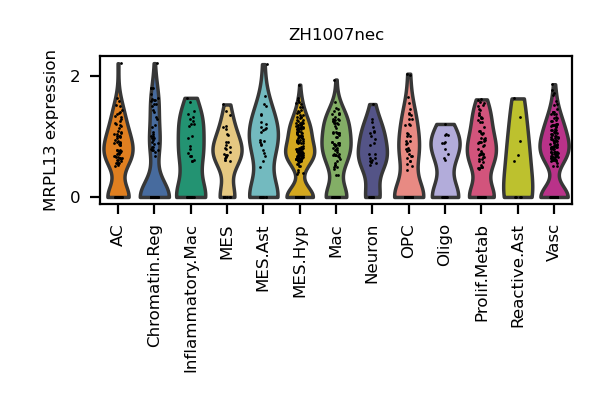 ZH1007nec
MRPL13 expression
2
0
AC
Chromatin.Reg
Inflammatory.Mac
MES
MES.Ast
MES.Hyp
Mac
Neuron
OPC
Oligo
Prolif.Metab
Reactive.Ast
Vasc